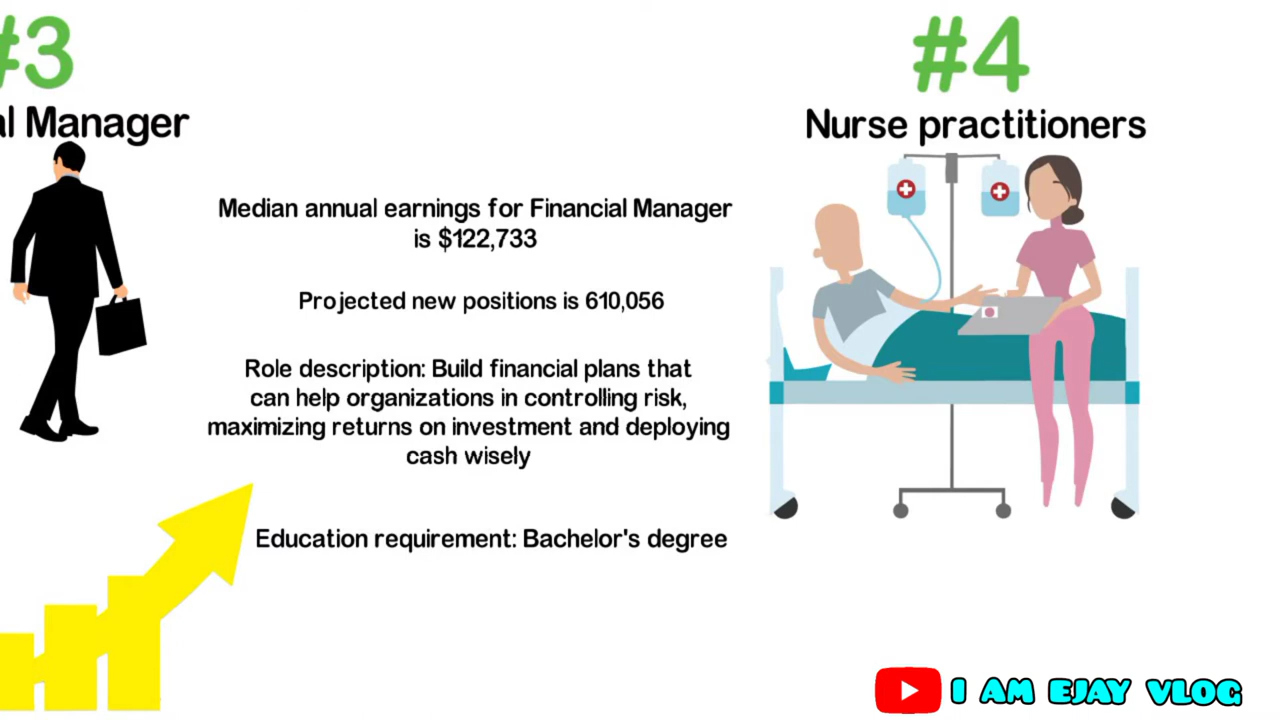 #3
al Manager
Median annual earnings for Financial Manager
is $122,733
Projected new positions is 610,056
Role description: Build financial plans that
can help organizations in controlling risk,
maximizing returns on investment and deploying
cash wisely
Education requirement: Bachelor's degree
#4
Nurse practitioners
I AM EJAY VLOG